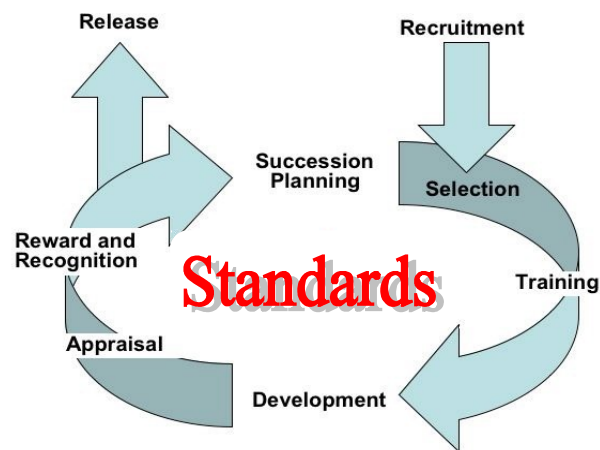 Release
Recruitment
Succession
Planning
Selection
Reward and
Recognition
Standards
Training
Appraisal
Development